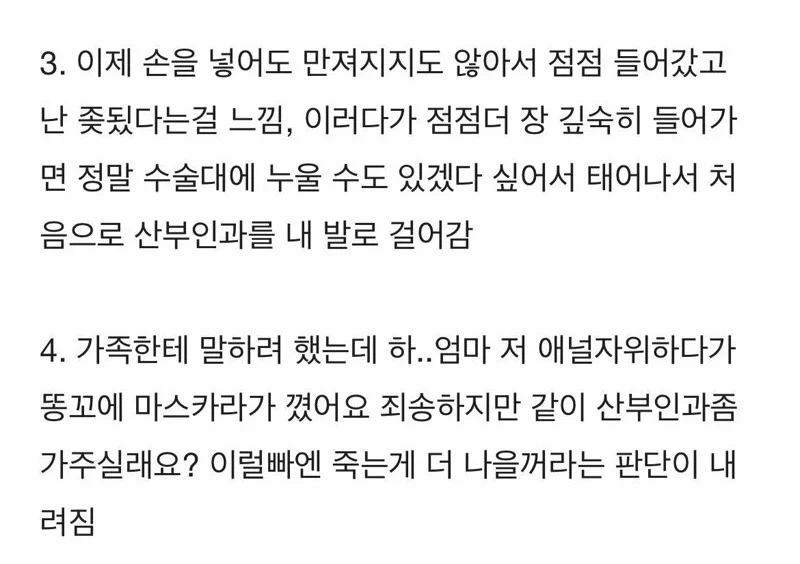 3. 이제 손을 넣어도 만져지지도 않아서 점점 들어갔고
난 좆됬다는걸 느낌, 이러다가 점점더 장 깊숙히 들어가
면 정말 수술대에 누울 수도 있겠다 싶어서 태어나서 처
음으로 산부인과를 내 발로 걸어감
4. 가족한테 말하려 했는데 하..엄마 저 애널자위하다가
똥꼬에 마스카라가 꼈어요 죄송하지만 같이 산부인과좀
가주실래요? 이럴빠엔 죽는게 더 나을꺼라는 판단이 내
려짐